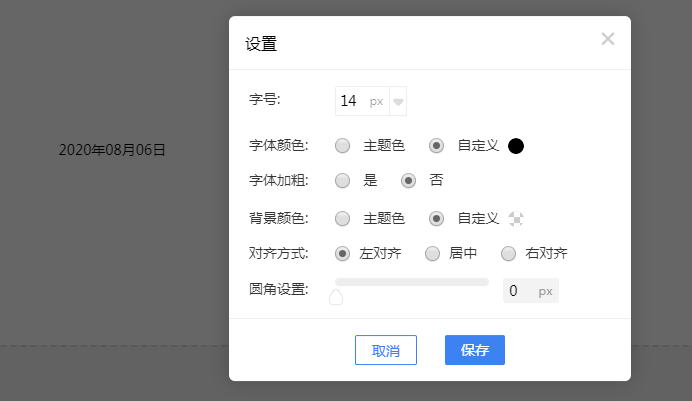 设置
字号: 14 px
2020年08月06日
字体颜色: 主题色 自定义
字体加粗: 是 否
背景颜色: 主题色 自定义
对齐方式: 左对齐 居中 右对齐
圆角设置: 0 px
取消 保存